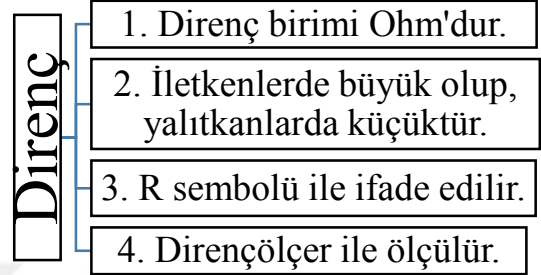 Direnç
1. Direnç birimi Ohm'dur.
2. İletkenlerde büyük olup,
yalıtkanlarda küçüktür.
3. R sembolü ile ifade edilir.
4. Dirençölçer ile ölçülür.